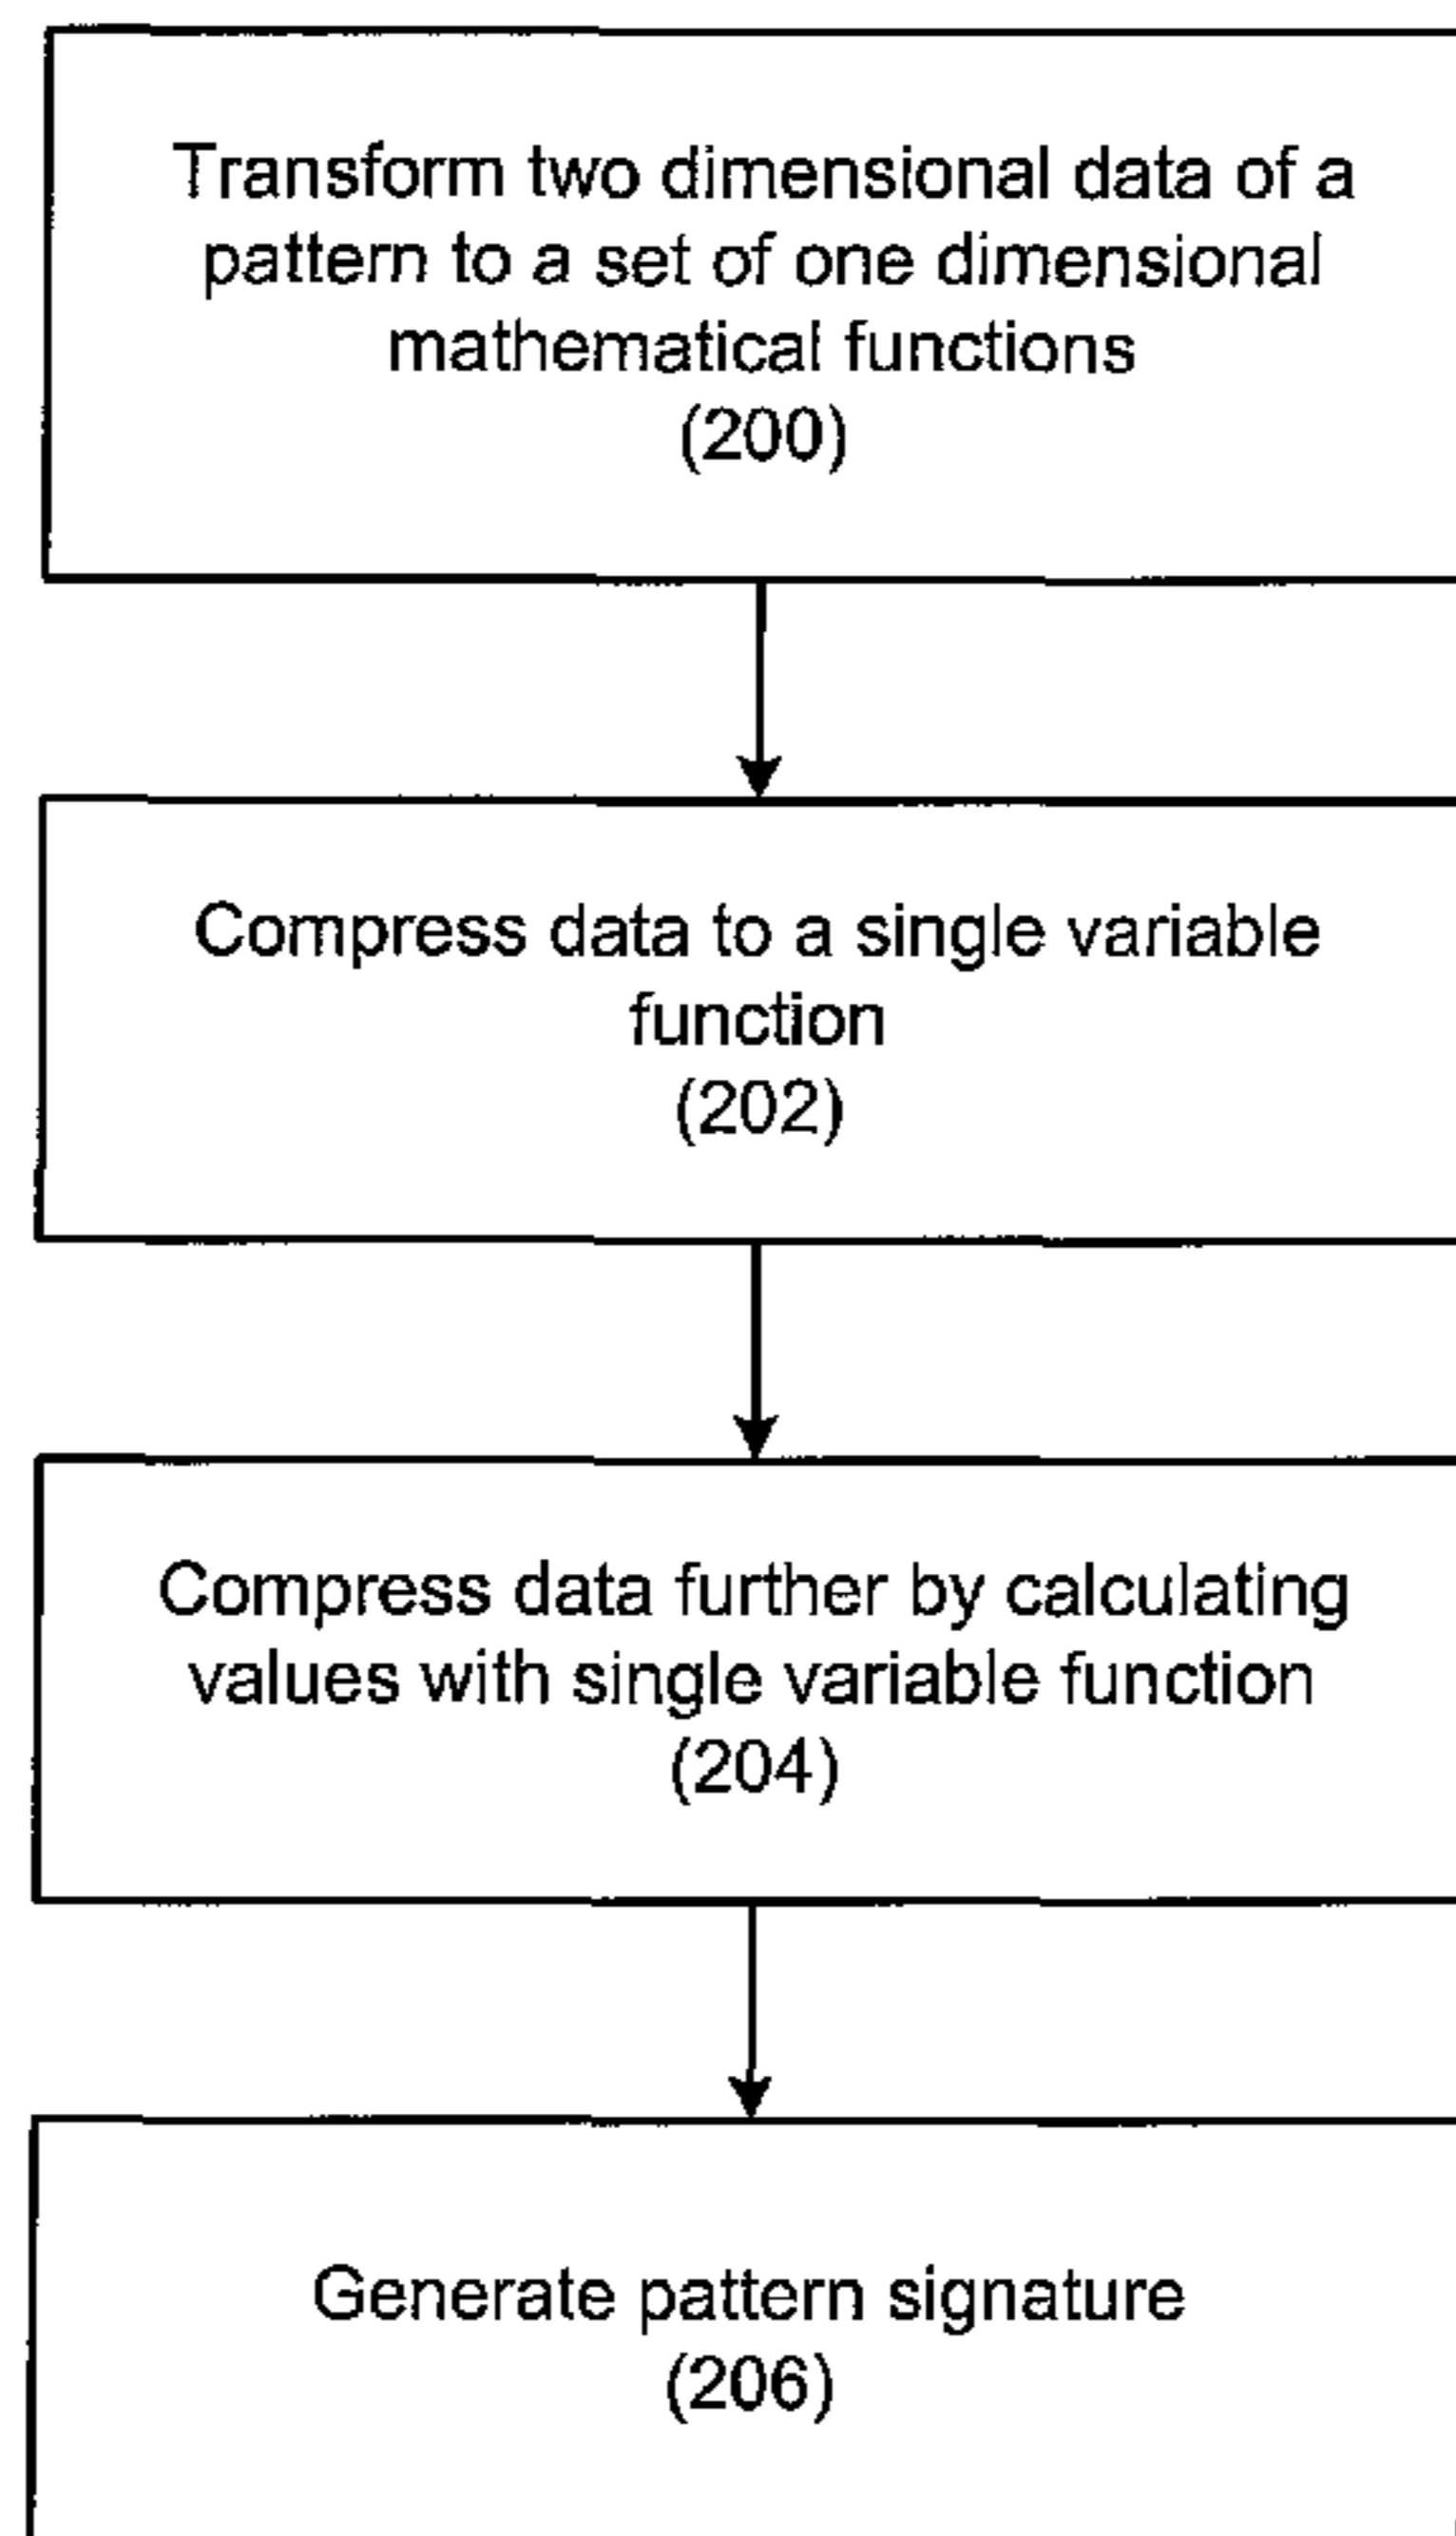 Transform two dimensional data of a
pattern to a set of one dimensional
mathematical functions
(200)
Compress data to a single variable
function
(202)
Compress data further by calculating
values with single variable function
(204)
Generate pattern signature
(206)